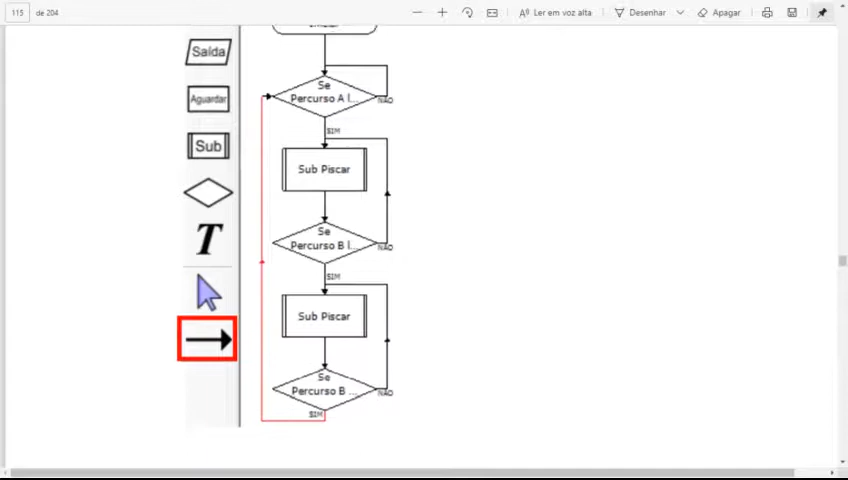 115 de 204
Ler em voz alta
Desenhar
Apagar
Saída
Aguardar
Sub
T
Se
Percurso A l...
NÃO
SIM
Sub Piscar
Se
Percurso B l...
NÃO
SIM
Sub Piscar
Se
Percurso B ...
NÃO
SIM